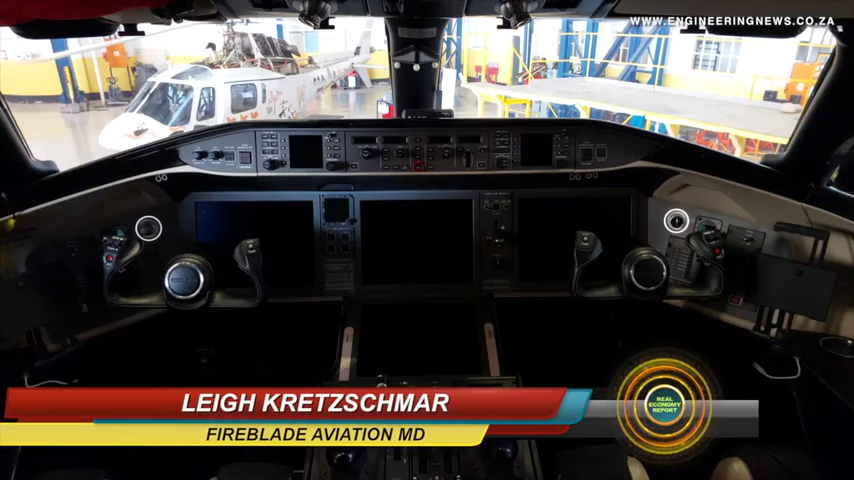 WWW.ENGINEERINGNEWS.CO.ZA
LEIGH KRETZSCHMAR
FIREBLADE AVIATION MD
REAL
ECONOMY
REPORT